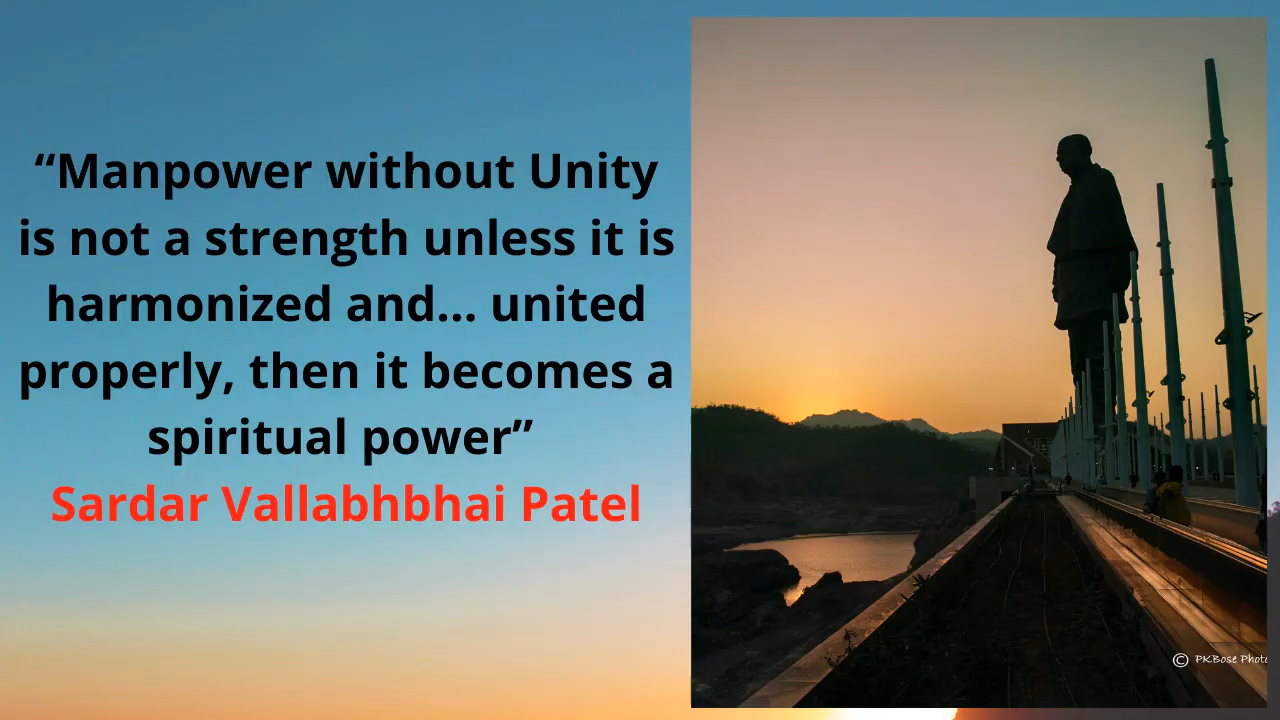 “Manpower without Unity
is not a strength unless it is
harmonized and... united
properly, then it becomes a
spiritual power”
Sardar Vallabhbhai Patel
© PKBose Photo